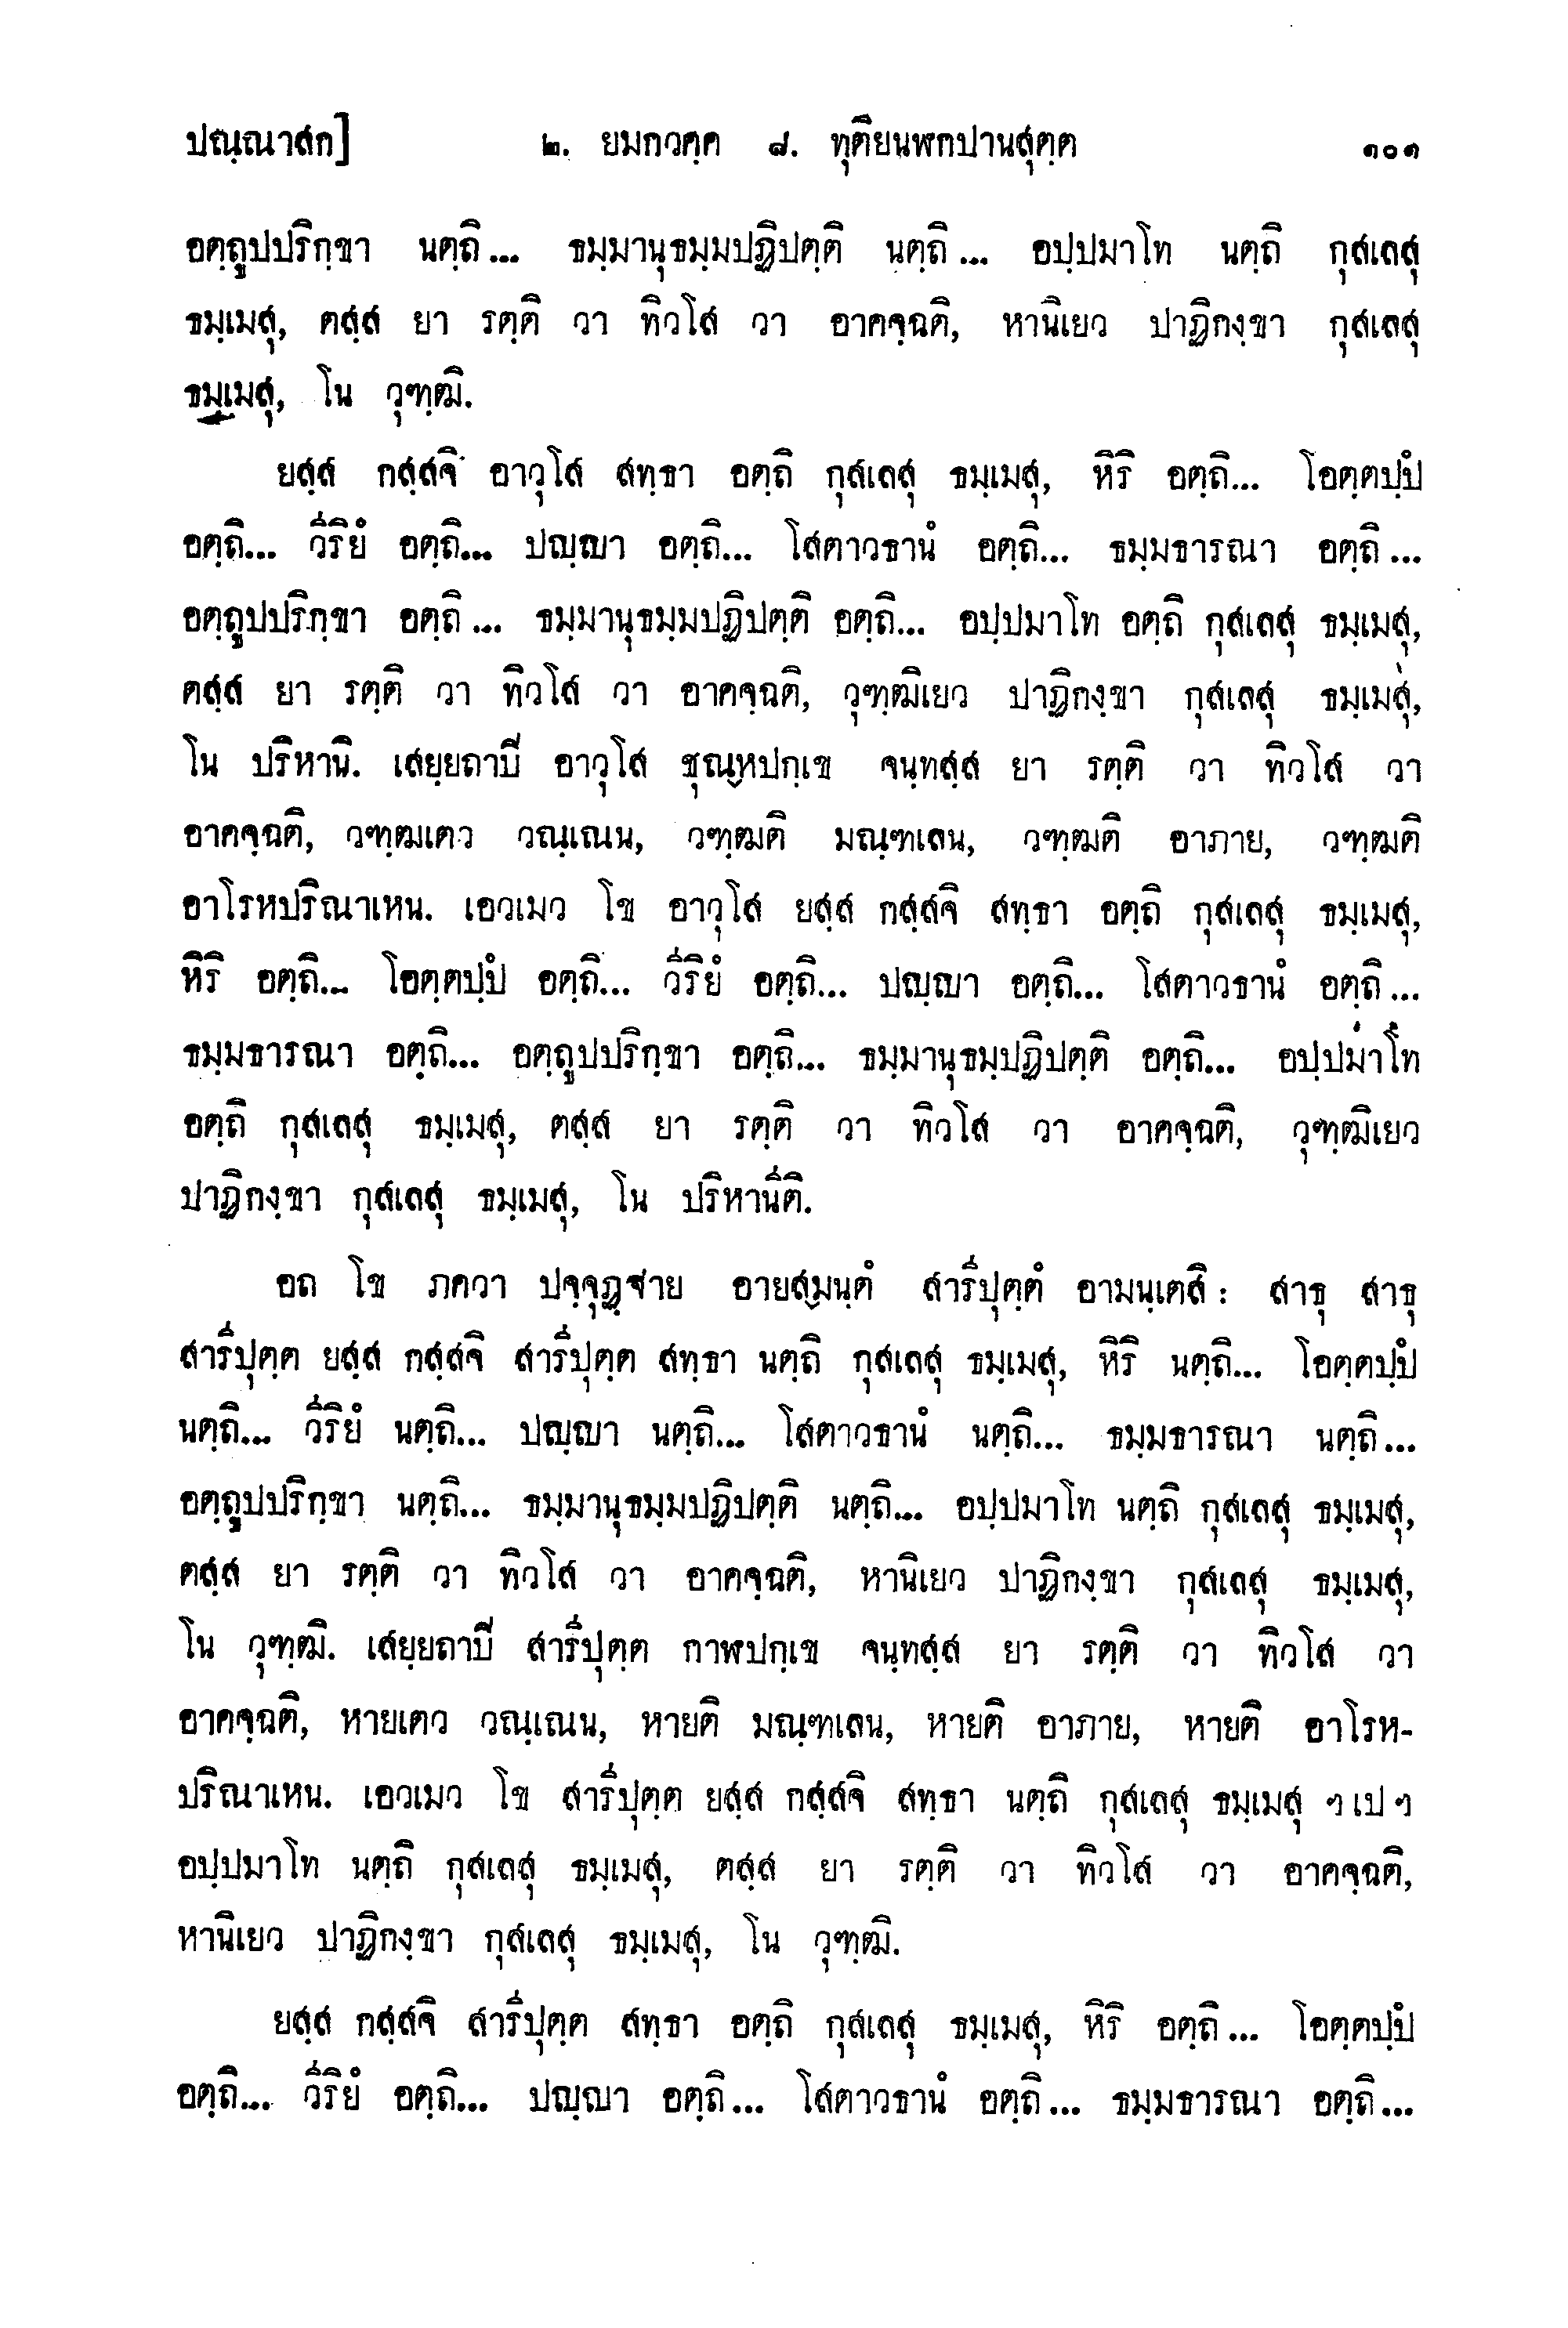 ปณฺณาสก] ๒. ยมกวคฺค ๘. ทุติยนฬกปานสุตฺต ๑๐๑
อตฺถูปปริกฺขา นตฺถิ... ธมฺมานุธมฺมปฏิปตฺติ นตฺถิ... อปฺปมาโท นตฺถิ กุสเลสุ
ธมฺเมสุ, ตสฺส ยา รตฺติ วา ทิวโส วา อาคจฺฉติ, หานิเยว ปาฏิกงฺขา กุสเลสุ
ธมฺเมสุ, โน วุฑฺฒิ.
ยสฺส กสฺสจิ อาวุโส สทฺธา อตฺถิ กุสเลสุ ธมฺเมสุ, หิริ อตฺถิ... โอตฺตปฺปํ
อตฺถิ... วิริยํ อตฺถิ... ปญฺญา อตฺถิ... โสตาวธานํ อตฺถิ... ธมฺมธารณา อตฺถิ...
อตฺถูปปริกฺขา อตฺถิ... ธมฺมานุธมฺมปฏิปตฺติ อตฺถิ... อปฺปมาโท อตฺถิ กุสเลสุ ธมฺเมสุ,
ตสฺส ยา รตฺติ วา ทิวโส วา อาคจฺฉติ, วุฑฺฒิเยว ปาฏิกงฺขา กุสเลสุ ธมฺเมสุ,
โน ปริหานิ. เสยฺยถาปิ อาวุโส ชุณฺหปกฺเข จนฺทสฺส ยา รตฺติ วา ทิวโส วา
อาคจฺฉติ, วฑฺฒเตว วณฺเณน, วฑฺฒติ มณฺฑเลน, วฑฺฒติ อาภาย, วฑฺฒติ
อาโรหปริณาเหน. เอวเมว โข อาวุโส ยสฺส กสฺสจิ สทฺธา อตฺถิ กุสเลสุ ธมฺเมสุ,
หิริ อตฺถิ... โอตฺตปฺปํ อตฺถิ... วิริยํ อตฺถิ... ปญฺญา อตฺถิ... โสตาวธานํ อตฺถิ...
ธมฺมธารณา อตฺถิ... อตฺถูปปริกฺขา อตฺถิ... ธมฺมานุธมฺปฏิปตฺติ อตฺถิ... อปฺปมาโท
อตฺถิ กุสเลสุ ธมฺเมสุ, ตสฺส ยา รตฺติ วา ทิวโส วา อาคจฺฉติ, วุฑฺฒิเยว
ปาฏิกงฺขา กุสเลสุ ธมฺเมสุ, โน ปริหานีติ.
อถ โข ภควา ปจฺจุฏฺฐาย อายสฺมนฺตํ สารีปุตฺตํ อามนฺเตสิ: สาธุ สาธุ
สารีปุตฺต ยสฺส กสฺสจิ สารีปุตฺต สทฺธา นตฺถิ กุสเลสุ ธมฺเมสุ, หิริ นตฺถิ... โอตฺตปฺปํ
นตฺถิ... วิริยํ นตฺถิ... ปญฺญา นตฺถิ... โสตาวธานํ นตฺถิ... ธมฺมธารณา นตฺถิ...
อตฺถูปปริกฺขา นตฺถิ... ธมฺมานุธมฺมปฏิปตฺติ นตฺถิ... อปฺปมาโท นตฺถิ กุสเลสุ ธมฺเมสุ,
ตสฺส ยา รตฺติ วา ทิวโส วา อาคจฺฉติ, หานิเยว ปาฏิกงฺขา กุสเลสุ ธมฺเมสุ,
โน วุฑฺฒิ. เสยฺยถาปิ สารีปุตฺต กาฬปกฺเข จนฺทสฺส ยา รตฺติ วา ทิวโส วา
อาคจฺฉติ, หายเตว วณฺเณน, หายติ มณฺฑเลน, หายติ อาภาย, หายติ อาโรห-
ปริณาเหน. เอวเมว โข สารีปุตฺต ยสฺส กสฺสจิ สทฺธา นตฺถิ กุสเลสุ ธมฺเมสุ ฯเปฯ
อปฺปมาโท นตฺถิ กุสเลสุ ธมฺเมสุ, ตสฺส ยา รตฺติ วา ทิวโส วา อาคจฺฉติ,
หานิเยว ปาฏิกงฺขา กุสเลสุ ธมฺเมสุ, โน วุฑฺฒิ.
ยสฺส กสฺสจิ สารีปุตฺต สทฺธา อตฺถิ กุสเลสุ ธมฺเมสุ, หิริ อตฺถิ... โอตฺตปฺปํ
อตฺถิ... วิริยํ อตฺถิ... ปญฺญา อตฺถิ... โสตาวธานํ อตฺถิ... ธมฺมธารณา อตฺถิ...